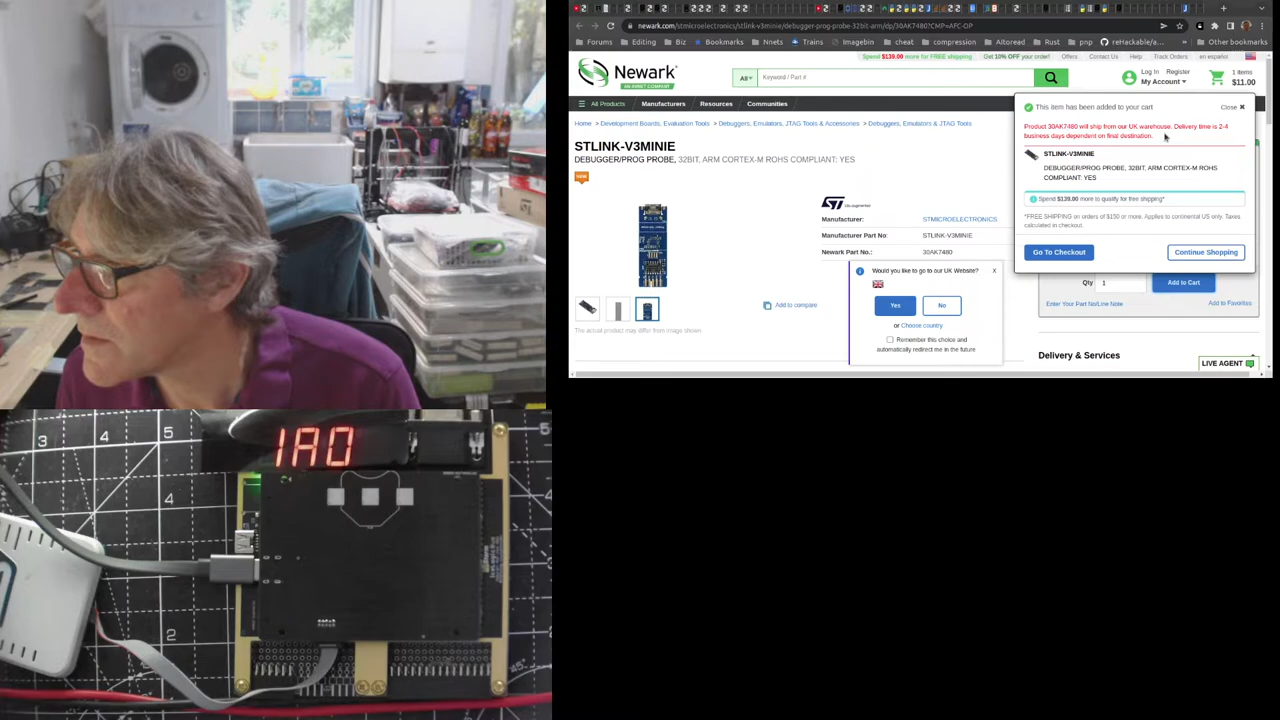 newark.com/stmicroelectronics/stlink-v3minie/debugger-prog-probe-32bit-arm/dp/30AK7480?CMP=AFC-OP
Forums Editing Biz Bookmarks Nnets Trains Imagebin cheat compression Altoread Rust pnp reHackable/a... » Other bookmarks
Spend $139.00 more for FREE shipping! Get 10% OFF your order! Offers Contact Us Help Track Orders en español
Newark
AN AVNET COMPANY
All
Keyword / Part #
Log In Register
My Account
1 Items
$11.00
All Products Manufacturers Resources Communities
Home > Development Boards, Evaluation Tools > Debuggers, Emulators, JTAG Tools & Accessories > Debuggers, Emulators & JTAG Tools
STLINK-V3MINIE
DEBUGGER/PROG PROBE, 32BIT, ARM CORTEX-M ROHS COMPLIANT: YES
NEW
ST
Manufacturer: STMICROELECTRONICS
Manufacturer Part No: STLINK-V3MINIE
Newark Part No.: 30AK7480
Add to compare
The actual product may differ from image shown
Would you like to go to our UK Website? X
Yes No
or Choose country
Remember this choice and
automatically redirect me in the future
This item has been added to your cart Close ✖
Product 30AK7480 will ship from our UK warehouse. Delivery time is 2-4
business days dependent on final destination.
STLINK-V3MINIE
DEBUGGER/PROG PROBE, 32BIT, ARM CORTEX-M ROHS
COMPLIANT: YES
Spend $139.00 more to qualify for free shipping*
*FREE SHIPPING on orders of $150 or more. Applies to continental US only. Taxes
calculated in checkout.
Go To Checkout Continue Shopping
Qty 1 Add to Cart
Enter Your Part No/Line Note Add to Favorites
Delivery & Services
LIVE AGENT
1A0
3 4 5
4
2
5